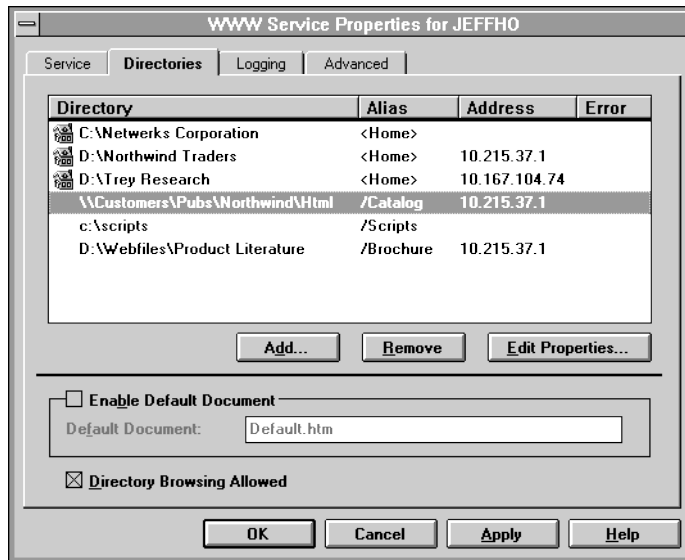 WWW Service Properties for JEFFHO
Service Directories Logging Advanced
Directory Alias Address Error
C:\Netwerks Corporation <Home>
D:\Northwind Traders <Home> 10.215.37.1
D:\Trey Research <Home> 10.167.104.74
\\Customers\Pubs\Northwind\Html /Catalog 10.215.37.1
c:\scripts /Scripts
D:\Webfiles\Product Literature /Brochure 10.215.37.1
Add... Remove Edit Properties...
Enable Default Document
Default Document: Default.htm
Directory Browsing Allowed
OK Cancel Apply Help